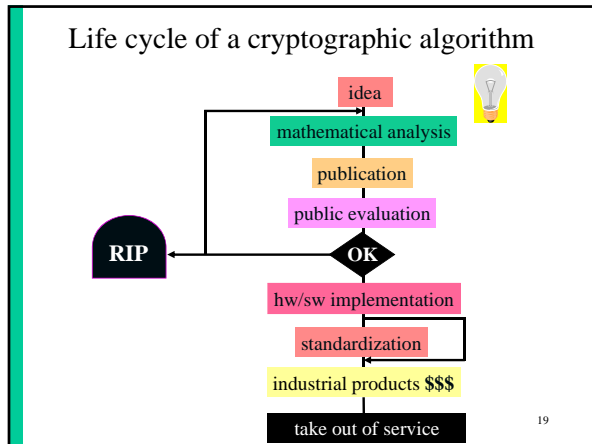 Life cycle of a cryptographic algorithm
idea
mathematical analysis
publication
public evaluation
RIP
OK
hw/sw implementation
standardization
industrial products $$$
take out of service
19